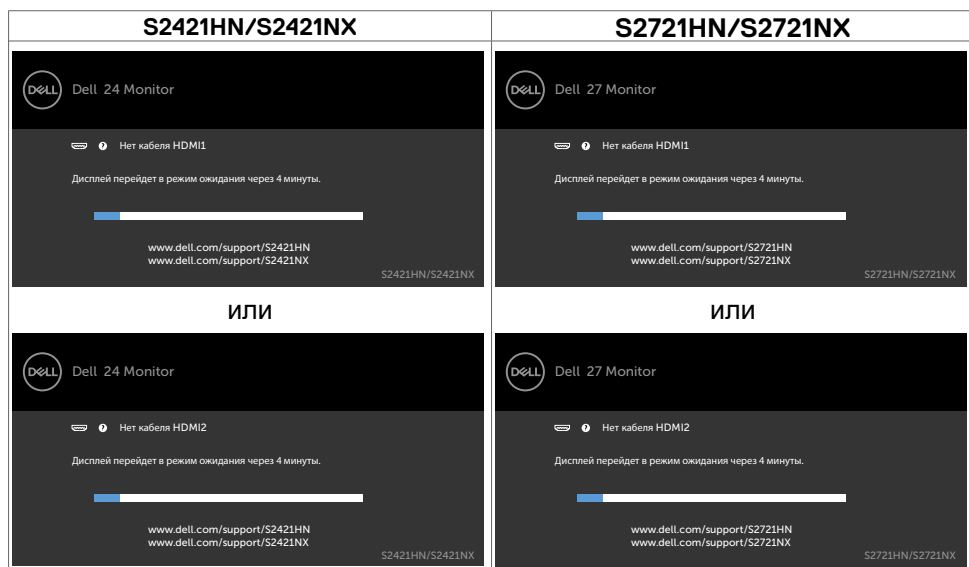 S2421HN/S2421NX
S2721HN/S2721NX
DELL
Dell 24 Monitor
Нет кабеля HDMI1
Дисплей перейдет в режим ожидания через 4 минуты.
www.dell.com/support/S2421HN
www.dell.com/support/S2421NX
S2421HN/S2421NX
DELL
Dell 27 Monitor
Нет кабеля HDMI1
Дисплей перейдет в режим ожидания через 4 минуты.
www.dell.com/support/S2721HN
www.dell.com/support/S2721NX
S2721HN/S2721NX
или
или
DELL
Dell 24 Monitor
Нет кабеля HDMI2
Дисплей перейдет в режим ожидания через 4 минуты.
www.dell.com/support/S2421HN
www.dell.com/support/S2421NX
S2421HN/S2421NX
DELL
Dell 27 Monitor
Нет кабеля HDMI2
Дисплей перейдет в режим ожидания через 4 минуты.
www.dell.com/support/S2721HN
www.dell.com/support/S2721NX
S2721HN/S2721NX